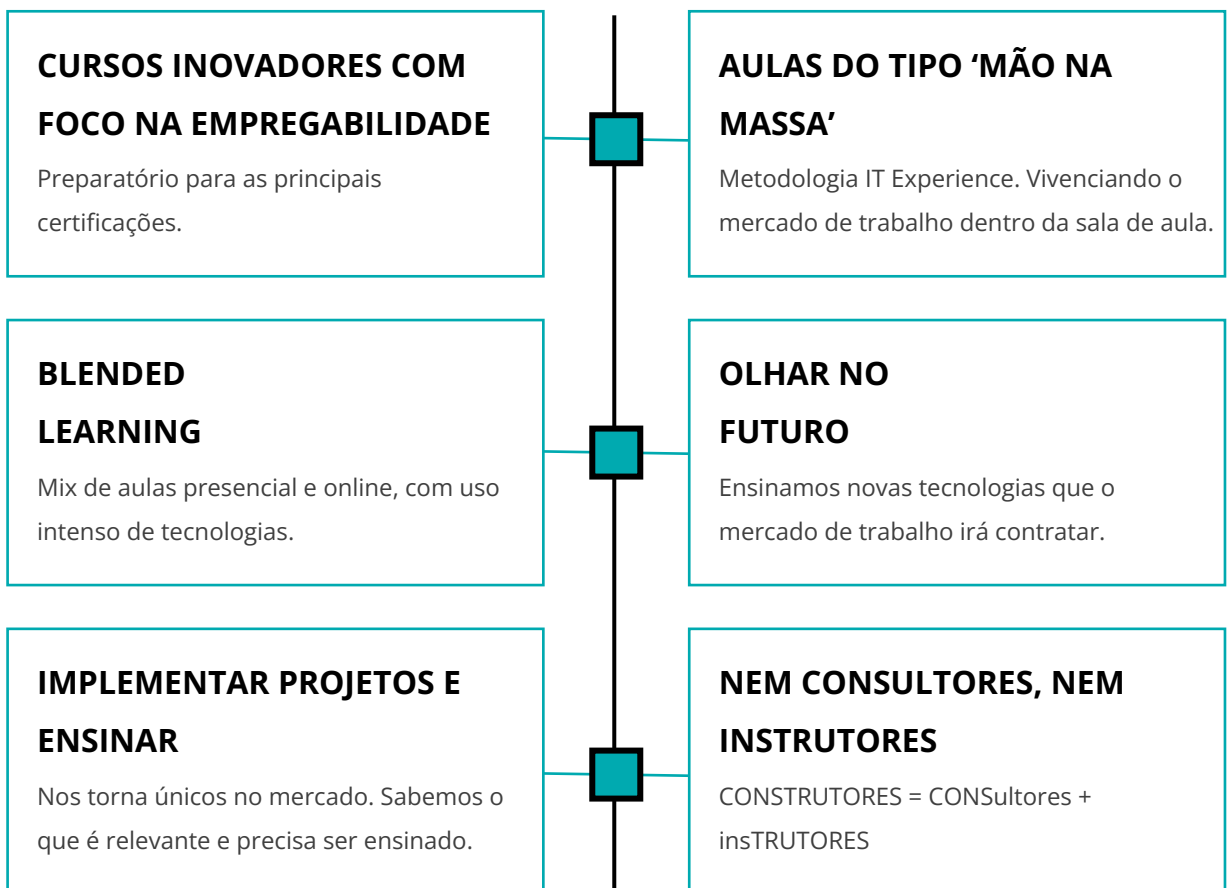 CURSOS INOVADORES COM
FOCO NA EMPREGABILIDADE
Preparatório para as principais
certificações.
AULAS DO TIPO ‘MÃO NA
MASSA’
Metodologia IT Experience. Vivenciando o
mercado de trabalho dentro da sala de aula.
BLENDED
LEARNING
Mix de aulas presencial e online, com uso
intenso de tecnologias.
OLHAR NO
FUTURO
Ensinamos novas tecnologias que o
mercado de trabalho irá contratar.
IMPLEMENTAR PROJETOS E
ENSINAR
Nos torna únicos no mercado. Sabemos o
que é relevante e precisa ser ensinado.
NEM CONSULTORES, NEM
INSTRUTORES
CONSTRUTORES = CONSultores +
insTRUTORES